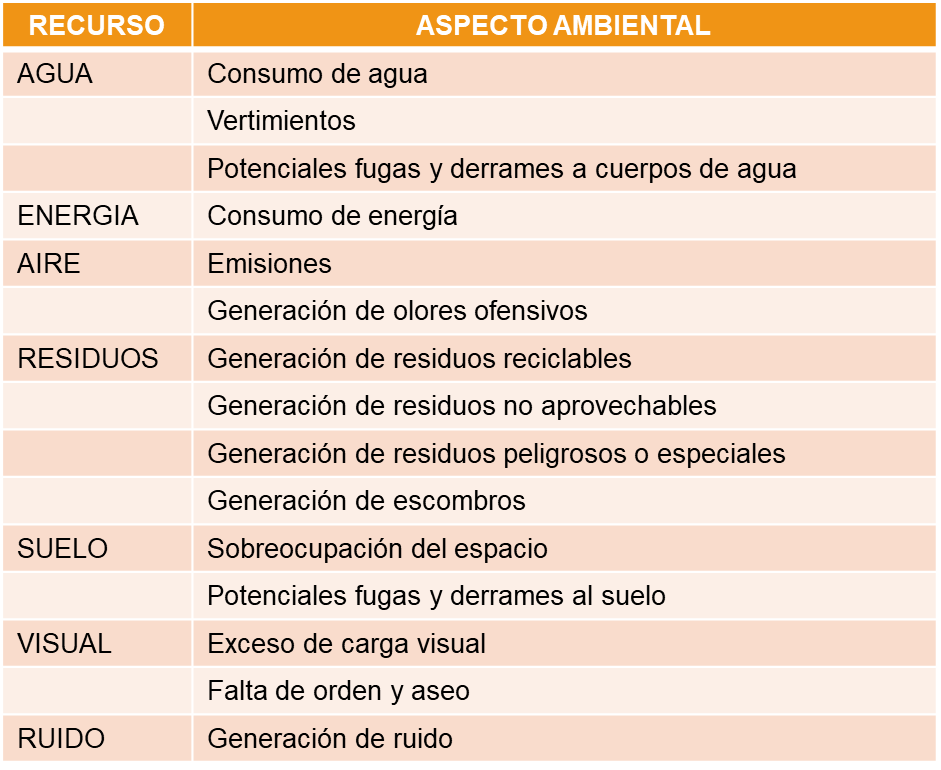 RECURSO ASPECTO AMBIENTAL
AGUA Consumo de agua
Vertimientos
Potenciales fugas y derrames a cuerpos de agua
ENERGIA Consumo de energía
AIRE Emisiones
Generación de olores ofensivos
RESIDUOS Generación de residuos reciclables
Generación de residuos no aprovechables
Generación de residuos peligrosos o especiales
Generación de escombros
SUELO Sobreocupación del espacio
Potenciales fugas y derrames al suelo
VISUAL Exceso de carga visual
Falta de orden y aseo
RUIDO Generación de ruido